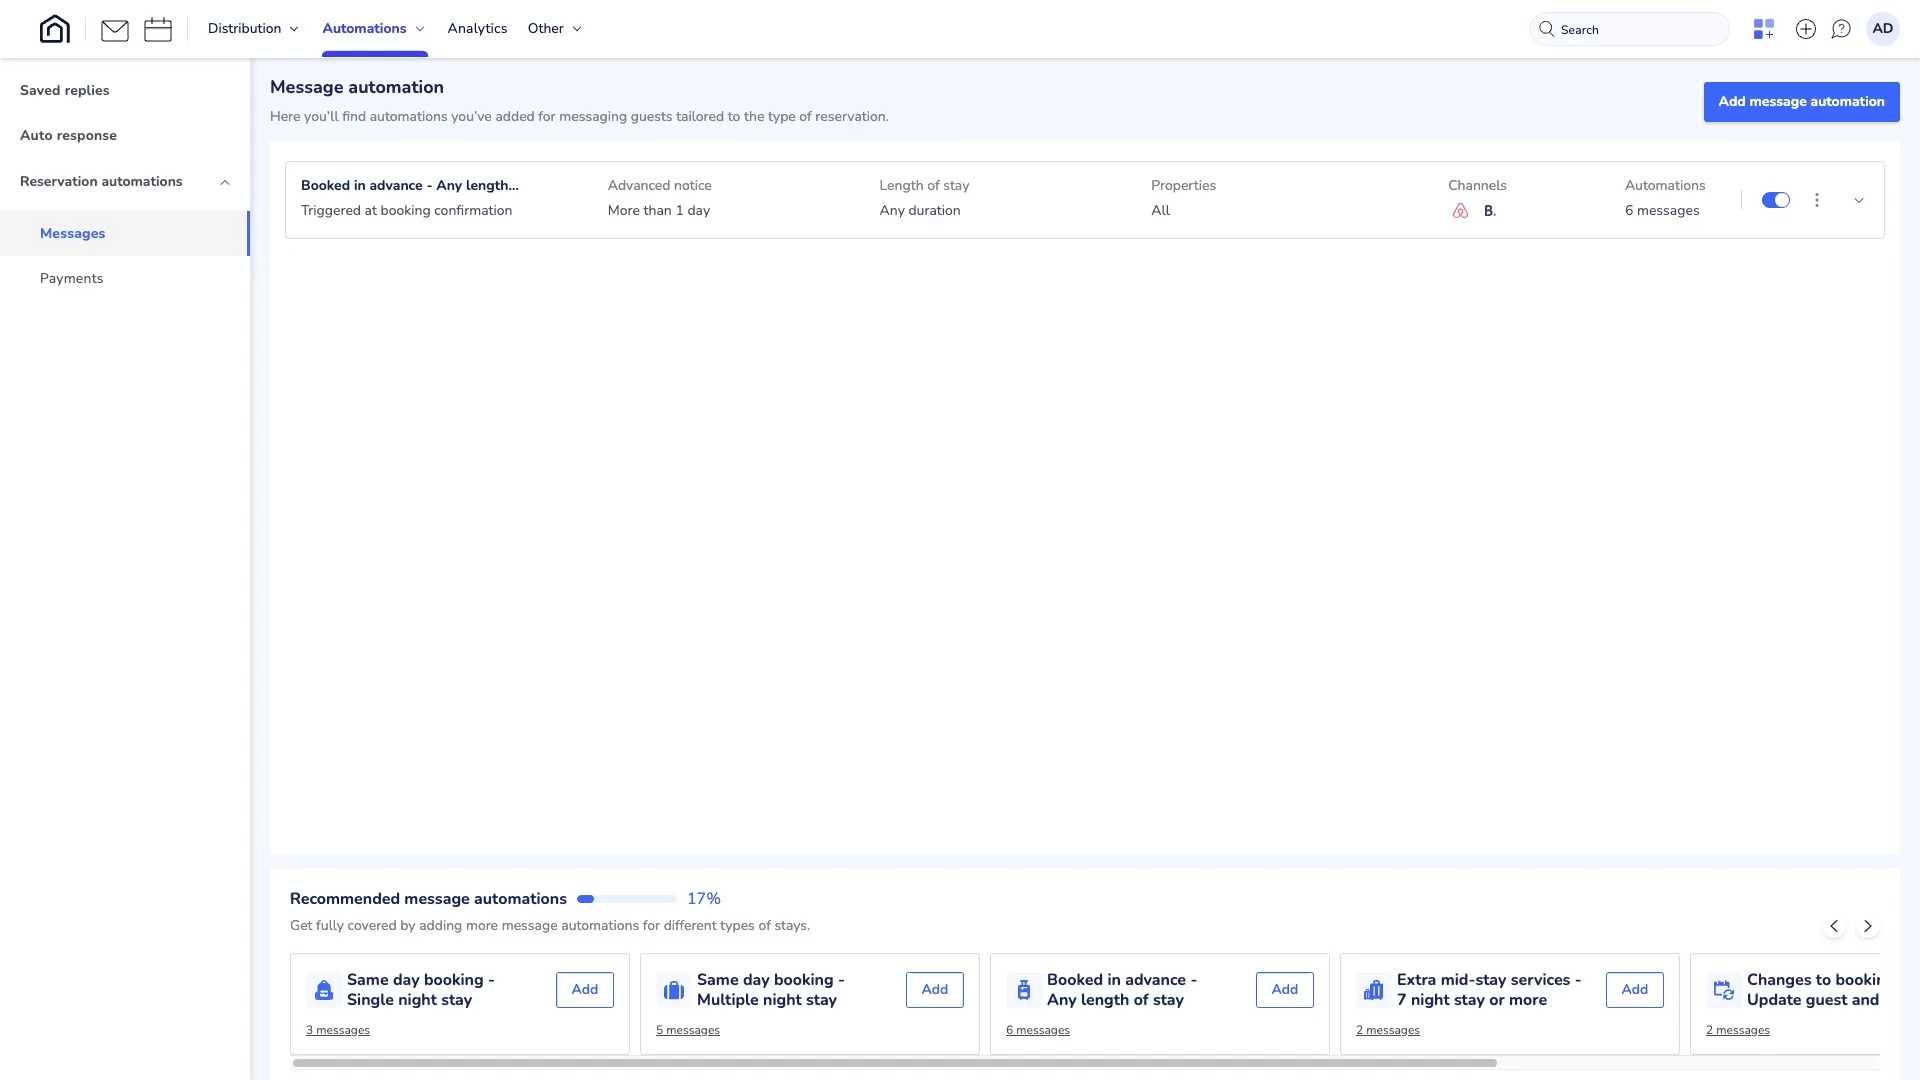 Distribution
Automations
Analytics
Other
Search
AD
Saved replies
Auto response
Reservation automations
Messages
Payments
Message automation
Here you'll find automations you've added for messaging guests tailored to the type of reservation.
Add message automation
Booked in advance - Any length...
Triggered at booking confirmation
Advanced notice
More than 1 day
Length of stay
Any duration
Properties
All
Channels
B.
Automations
6 messages
Recommended message automations
17%
Get fully covered by adding more message automations for different types of stays.
Same day booking -
Single night stay
Add
3 messages
Same day booking -
Multiple night stay
Add
5 messages
Booked in advance -
Any length of stay
Add
6 messages
Extra mid-stay services -
7 night stay or more
Add
2 messages
Changes to bookin
Update guest and
2 messages